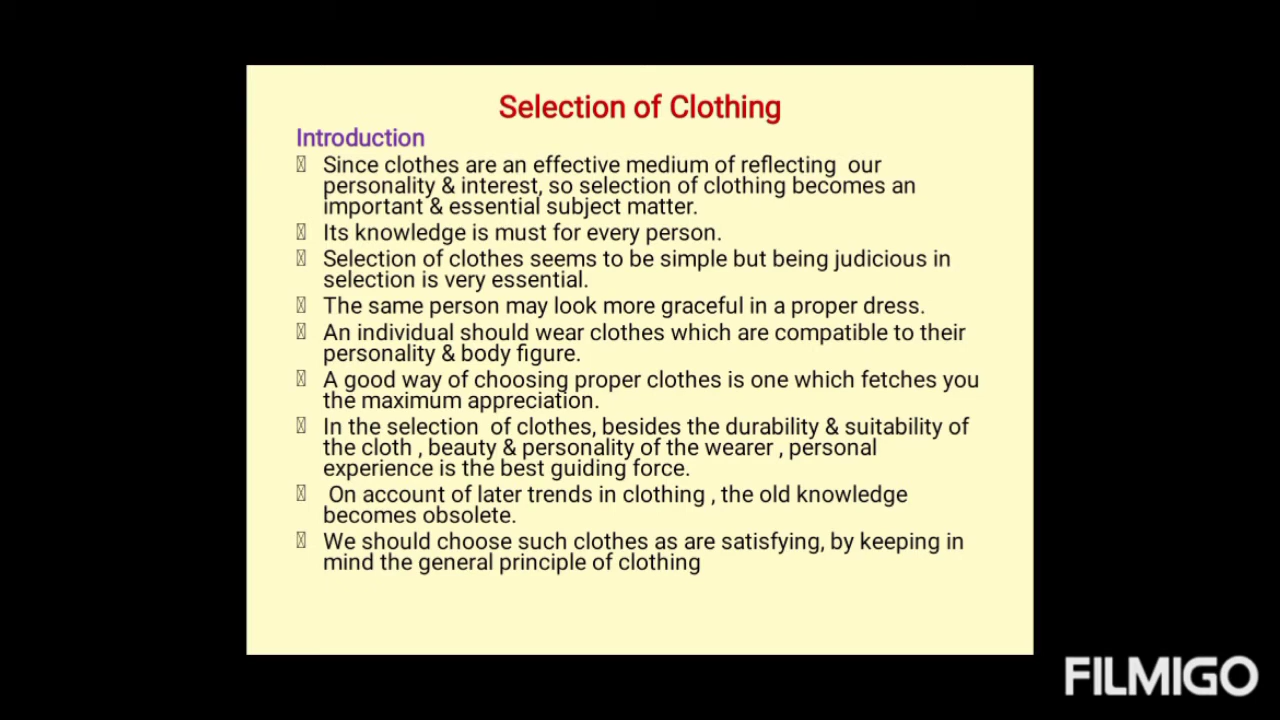 Selection of Clothing
Introduction
Since clothes are an effective medium of reflecting  our
personality & interest, so selection of clothing becomes an
important & essential subject matter.
Its knowledge is must for every person.
Selection of clothes seems to be simple but being judicious in
selection is very essential.
The same person may look more graceful in a proper dress.
An individual should wear clothes which are compatible to their
personality & body figure.
A good way of choosing proper clothes is one which fetches you
the maximum appreciation.
In the selection  of clothes, besides the durability & suitability of
the cloth , beauty & personality of the wearer , personal
experience is the best guiding force.
On account of later trends in clothing , the old knowledge
becomes obsolete.
We should choose such clothes as are satisfying, by keeping in
mind the general principle of clothing
FILMIGO